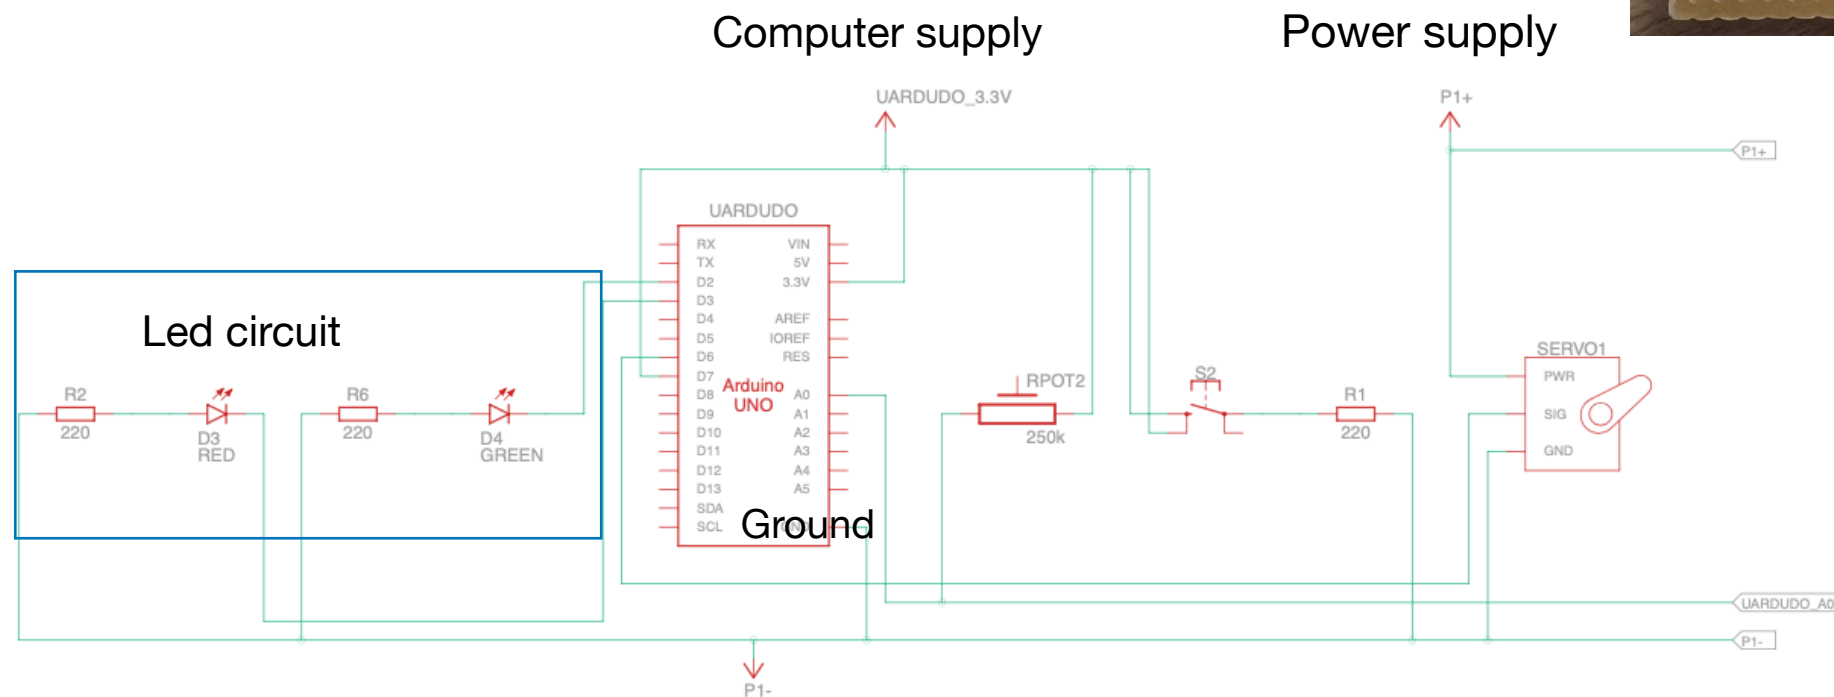 Computer supply
Power supply
UARDUDO_3.3V
P1+
P1+
UARDUDO
RX
VIN
TX
5V
D2
3.3V
D3
D4
AREF
D5
IOREF
D6
RES
D7
Arduino
UNO
D8
A0
D9
A1
D10
A2
D11
A3
D12
A4
D13
A5
SDA
SCL
Ground
Led circuit
R2
220
D3
RED
R6
220
D4
GREEN
RPOT2
250k
S2
R1
220
SERVO1
PWR
SIG
GND
UARDUDO_A0
P1-
P1-